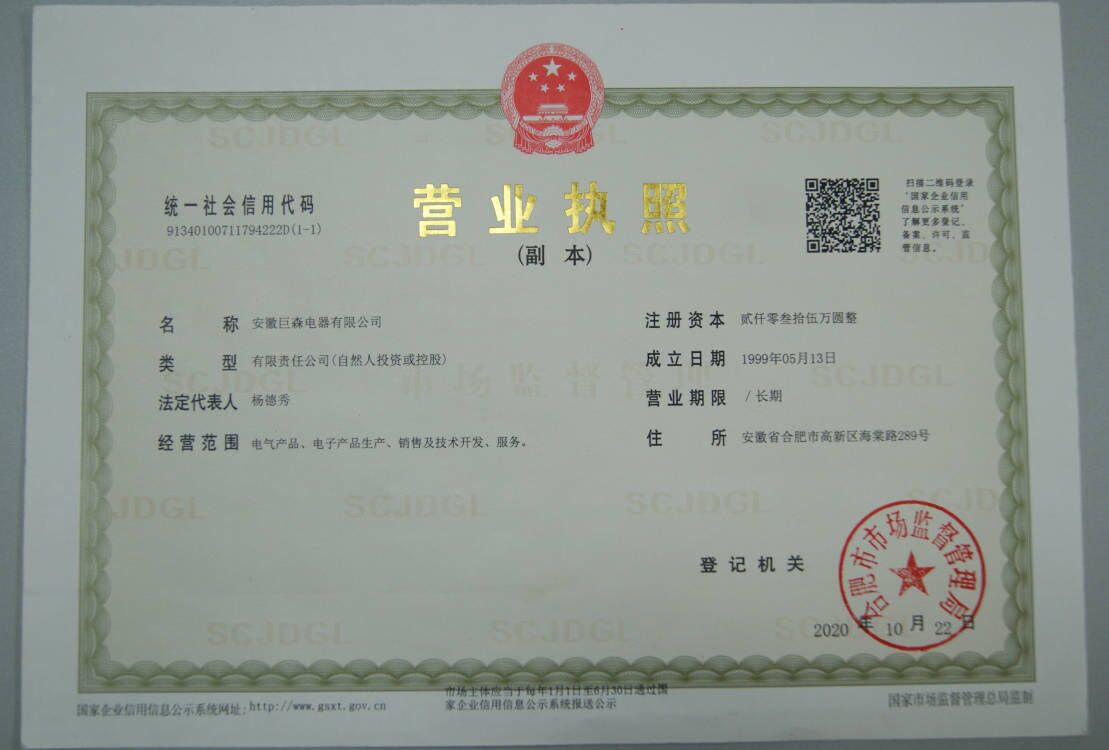 营业执照
(副 本)
统一社会信用代码
91340100711794222D(1-1)
扫描二维码登录
"国家企业信用
信息公示系统"
了解更多登记、
备案、许可、监
管信息。
名 称 安徽巨森电器有限公司
类 型 有限责任公司(自然人投资或控股)
法定代表人 杨德秀
经营范围 电气产品、电子产品生产、销售及技术开发、服务。
注册资本 贰仟零叁拾伍万圆整
成立日期 1999年05月13日
营业期限 / 长期
住 所 安徽省合肥市高新区海棠路289号
登记机关
合肥市市场监督管理局
2020 年 10 月 22 日
国家企业信用信息公示系统网址:http://www.gsxt.gov.cn
市场主体应当于每年1月1日至6月30日通过国
家企业信用信息公示系统报送公示
国家市场监督管理总局监制
SCJDGL
市场监督管理